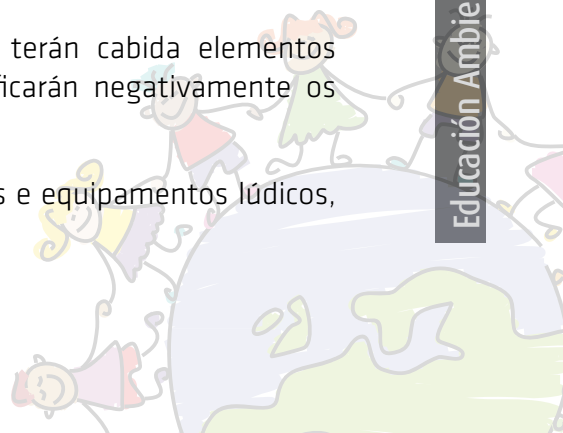 terán cabida elementos
ficarán negativamente os
s e equipamentos lúdicos,
Educación Ambie